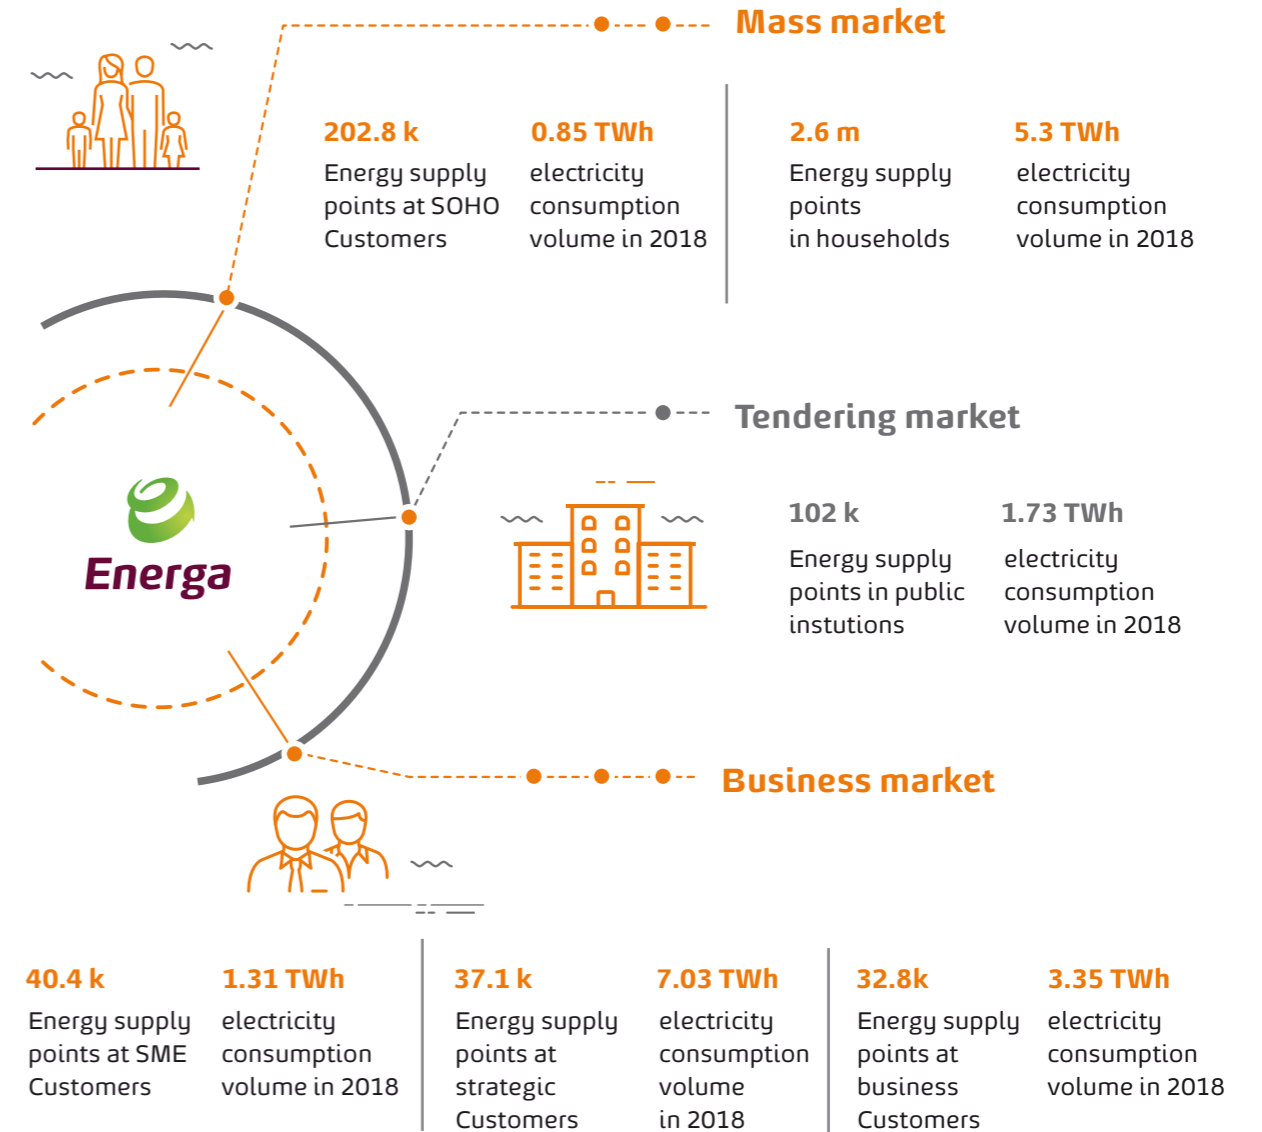 Mass market
202.8 k
Energy supply
points at SOHO
Customers
0.85 TWh
electricity
consumption
volume in 2018
2.6 m
Energy supply
points
in households
5.3 TWh
electricity
consumption
volume in 2018
Tendering market
102 k
Energy supply
points in public
instutions
1.73 TWh
electricity
consumption
volume in 2018
Energa
Business market
40.4 k
Energy supply
points at SME
Customers
1.31 TWh
electricity
consumption
volume in 2018
37.1 k
Energy supply
points at
strategic
Customers
7.03 TWh
electricity
consumption
volume
in 2018
32.8k
Energy supply
points at
business
Customers
3.35 TWh
electricity
consumption
volume in 2018